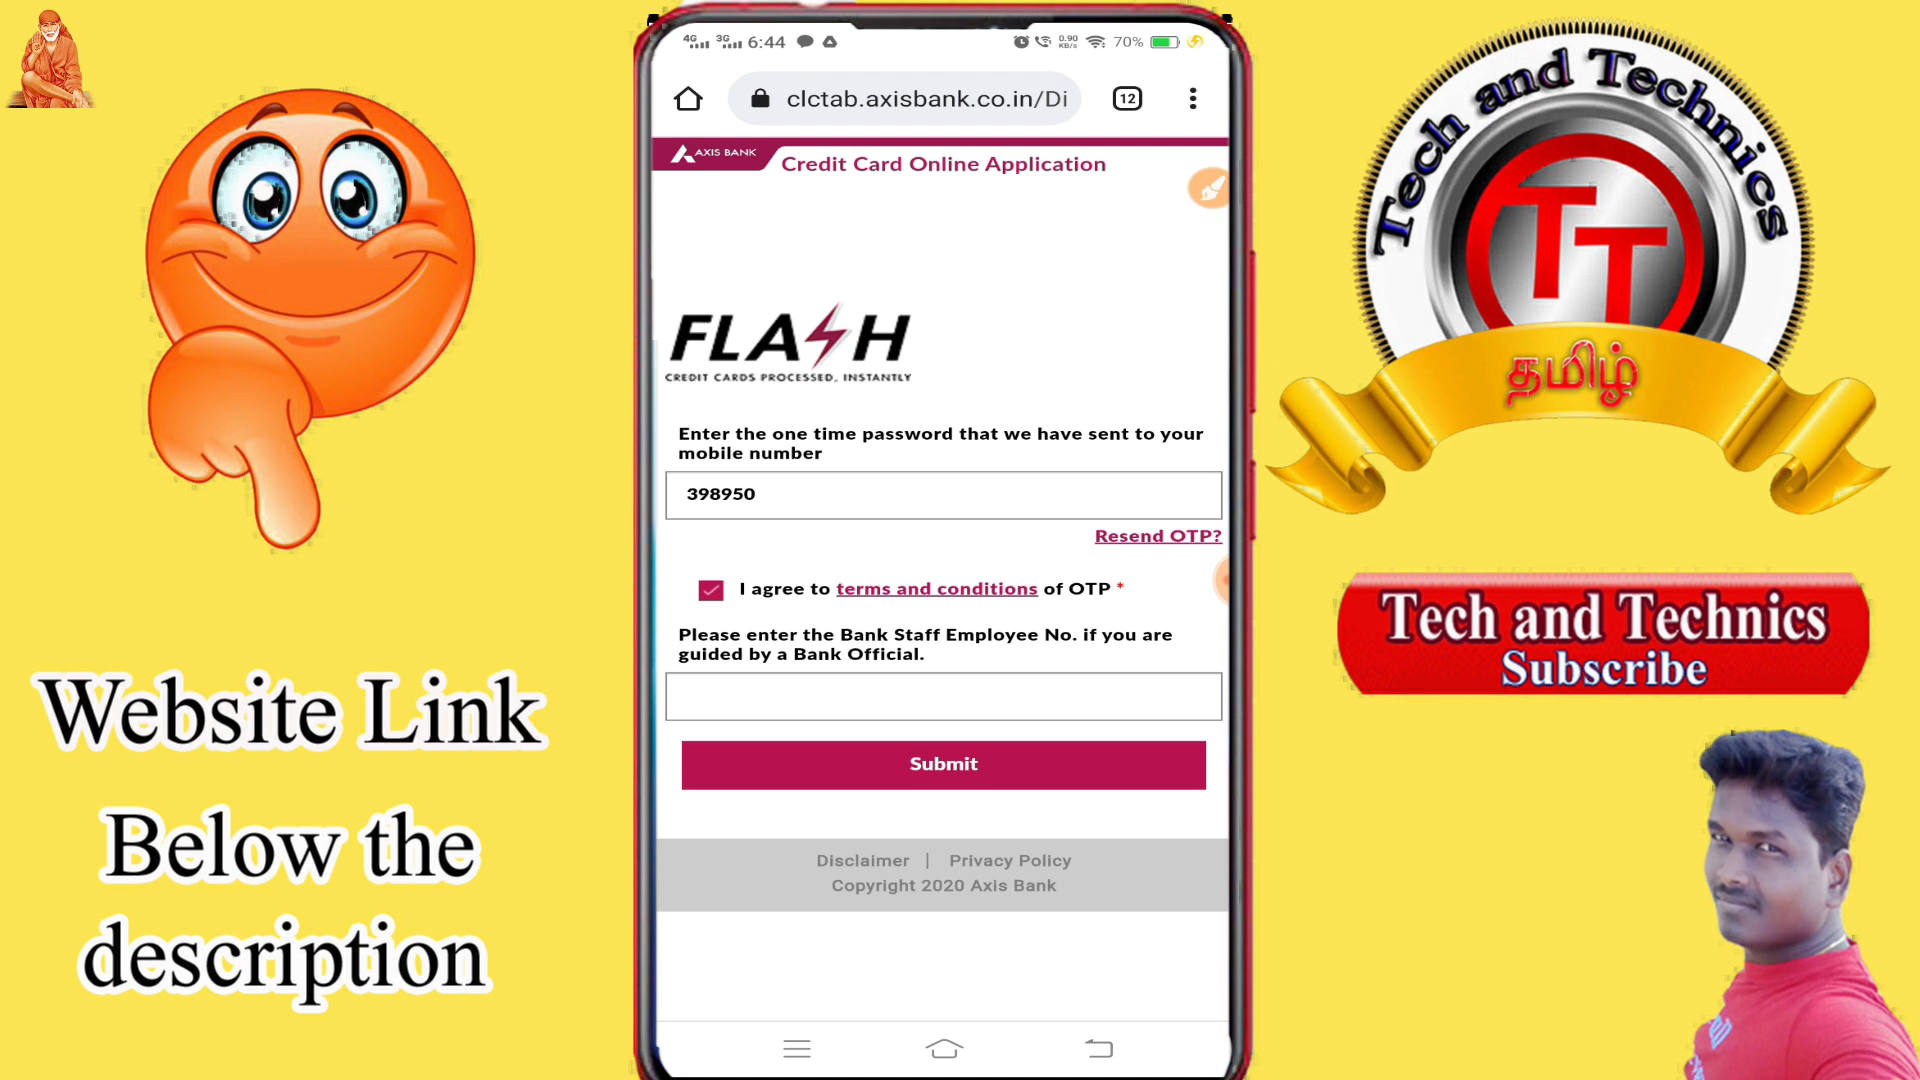 4G 3G 6:44 0.90 KB/s 70%
clctab.axisbank.co.in/Di 12
AXIS BANK
Credit Card Online Application
FLASH
CREDIT CARDS PROCESSED, INSTANTLY
Enter the one time password that we have sent to your
mobile number
398950
Resend OTP?
I agree to terms and conditions of OTP *
Please enter the Bank Staff Employee No. if you are
guided by a Bank Official.
Submit
Disclaimer | Privacy Policy
Copyright 2020 Axis Bank
Website Link
Below the
description
Tech and Technics
TT
தமிழ்
Tech and Technics
Subscribe